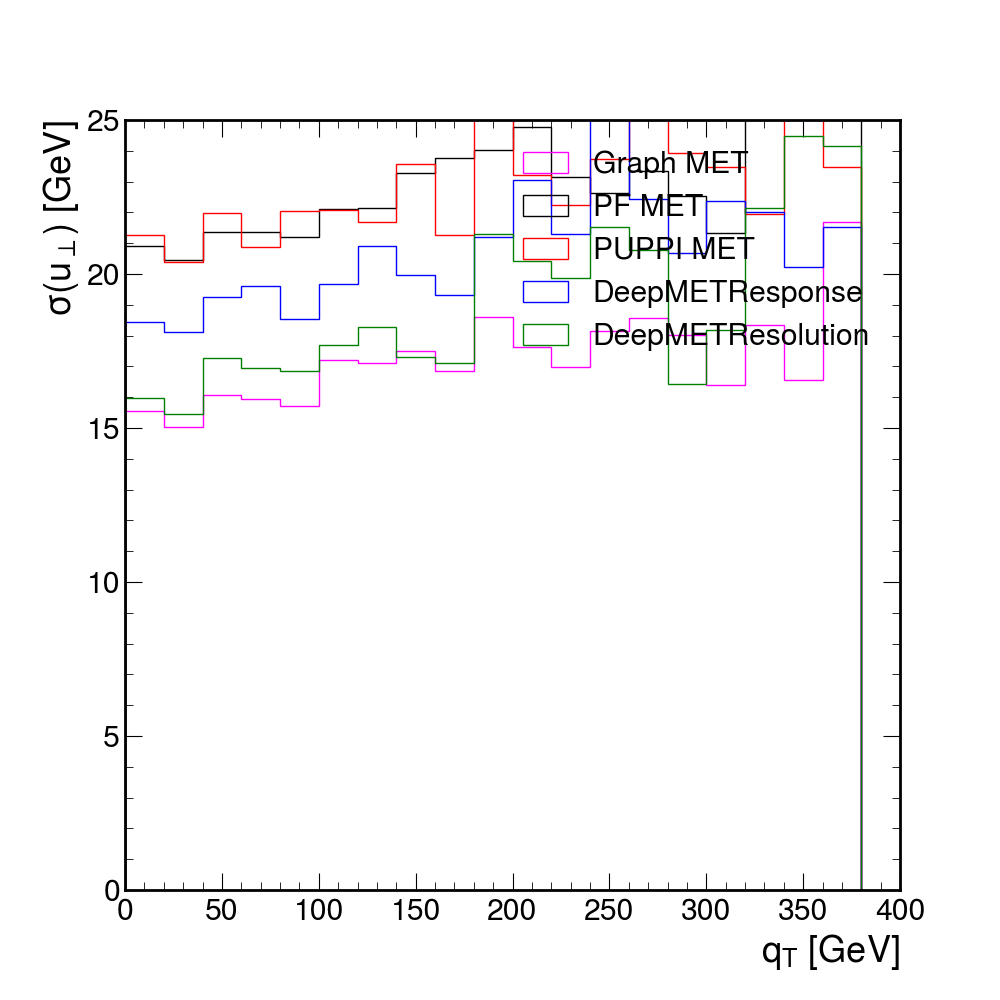 σ(u⊥) [GeV]
25
20
15
10
5
0
Graph MET
PF MET
PUPPI MET
DeepMETResponse
DeepMETResolution
0 50 100 150 200 250 300 350 400
qT [GeV]